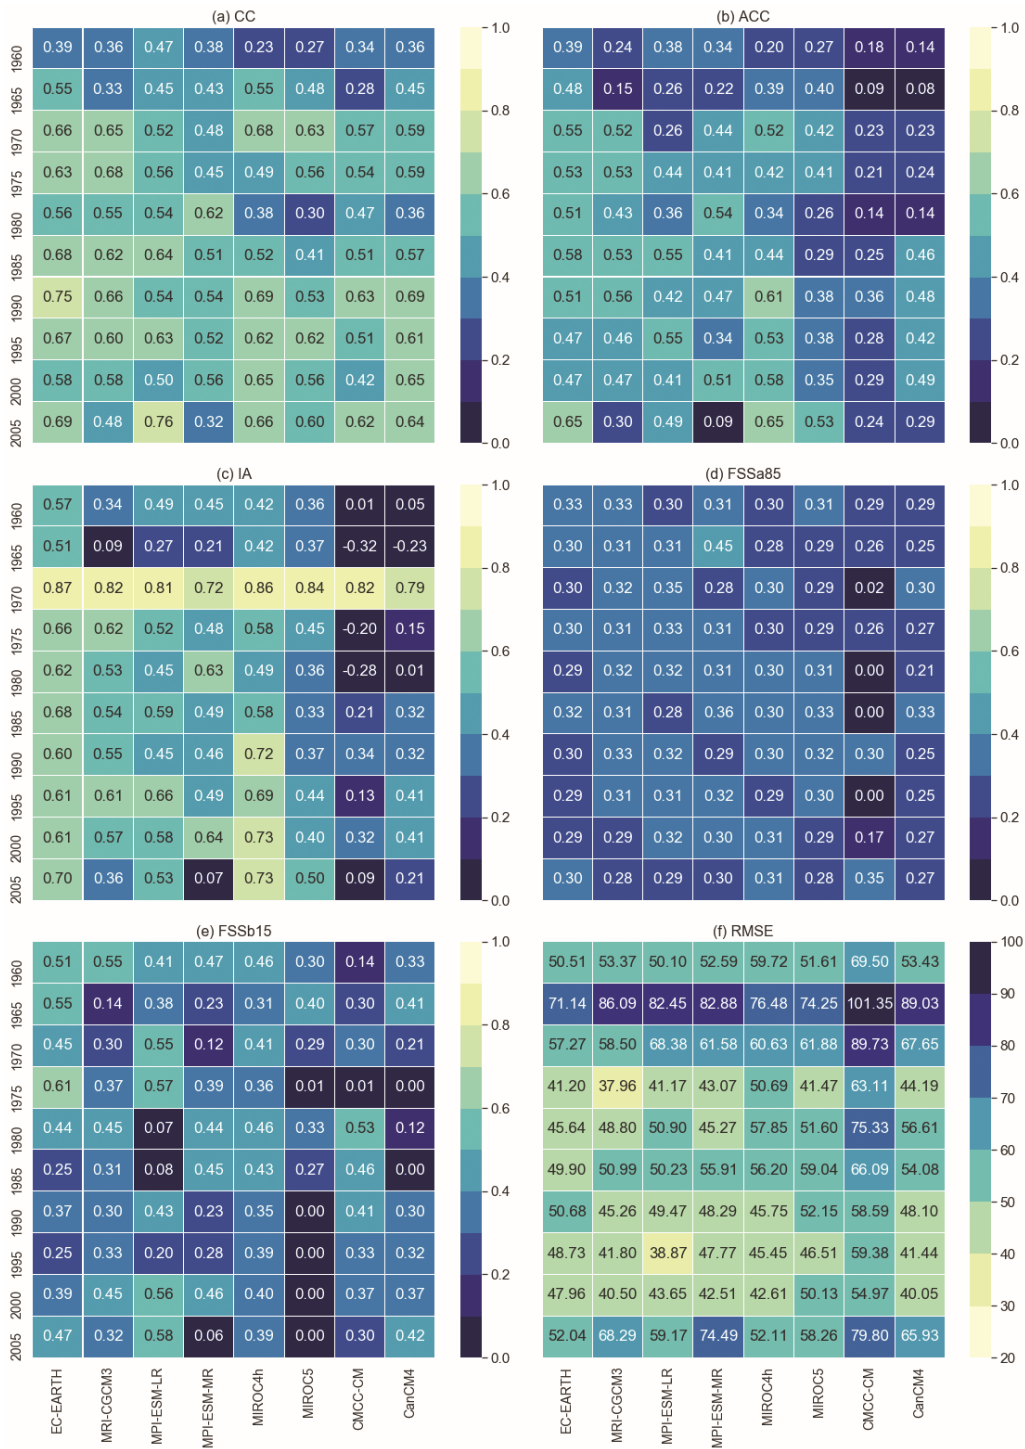 (a) CC
(b) ACC
1960 0.39 0.36 0.47 0.38 0.23 0.27 0.34 0.36 1.0 0.39 0.24 0.38 0.34 0.20 0.27 0.18 0.14 1.0
1965 0.55 0.33 0.45 0.43 0.55 0.48 0.28 0.45 0.8 0.48 0.15 0.26 0.22 0.39 0.40 0.09 0.08 0.8
1970 0.66 0.65 0.52 0.48 0.68 0.63 0.57 0.59 0.55 0.52 0.26 0.44 0.52 0.42 0.23 0.23
1975 0.63 0.68 0.56 0.45 0.49 0.56 0.54 0.59 0.6 0.53 0.53 0.44 0.41 0.42 0.41 0.21 0.24 0.6
1980 0.56 0.55 0.54 0.62 0.38 0.30 0.47 0.36 0.51 0.43 0.36 0.54 0.34 0.26 0.14 0.14
1985 0.68 0.62 0.64 0.51 0.52 0.41 0.51 0.57 0.4 0.58 0.53 0.55 0.41 0.44 0.29 0.25 0.46 0.4
1990 0.75 0.66 0.54 0.54 0.69 0.53 0.63 0.69 0.51 0.56 0.42 0.47 0.61 0.38 0.36 0.48
1995 0.67 0.60 0.63 0.52 0.62 0.62 0.51 0.61 0.2 0.47 0.46 0.55 0.34 0.53 0.38 0.28 0.42 0.2
2000 0.58 0.58 0.50 0.56 0.65 0.56 0.42 0.65 0.47 0.47 0.41 0.51 0.58 0.35 0.29 0.49
2005 0.69 0.48 0.76 0.32 0.66 0.60 0.62 0.64 0.0 0.65 0.30 0.49 0.09 0.65 0.53 0.24 0.29 0.0
(c) IA
(d) FSSa85
1960 0.57 0.34 0.49 0.45 0.42 0.36 0.01 0.05 1.0 0.33 0.33 0.30 0.31 0.30 0.31 0.29 0.29 1.0
1965 0.51 0.09 0.27 0.21 0.42 0.37 -0.32 -0.23 0.8 0.30 0.31 0.31 0.45 0.28 0.29 0.26 0.25 0.8
1970 0.87 0.82 0.81 0.72 0.86 0.84 0.82 0.79 0.30 0.32 0.35 0.28 0.30 0.29 0.02 0.30
1975 0.66 0.62 0.52 0.48 0.58 0.45 -0.20 0.15 0.6 0.30 0.31 0.33 0.31 0.30 0.29 0.26 0.27 0.6
1980 0.62 0.53 0.45 0.63 0.49 0.36 -0.28 0.01 0.29 0.32 0.32 0.31 0.30 0.31 0.00 0.21
1985 0.68 0.54 0.59 0.49 0.58 0.33 0.21 0.32 0.4 0.32 0.31 0.28 0.36 0.30 0.33 0.00 0.33 0.4
1990 0.60 0.55 0.45 0.46 0.72 0.37 0.34 0.32 0.30 0.33 0.32 0.29 0.30 0.32 0.30 0.25
1995 0.61 0.61 0.66 0.49 0.69 0.44 0.13 0.41 0.2 0.29 0.31 0.31 0.32 0.29 0.30 0.00 0.25 0.2
2000 0.61 0.57 0.58 0.64 0.73 0.40 0.32 0.41 0.29 0.29 0.32 0.30 0.31 0.29 0.17 0.27
2005 0.70 0.36 0.53 0.07 0.73 0.50 0.09 0.21 0.0 0.30 0.28 0.29 0.30 0.31 0.28 0.35 0.27 0.0
(e) FSSb15
(f) RMSE
1960 0.51 0.55 0.41 0.47 0.46 0.30 0.14 0.33 1.0 50.51 53.37 50.10 52.59 59.72 51.61 69.50 53.43 100
1965 0.55 0.14 0.38 0.23 0.31 0.40 0.30 0.41 0.8 71.14 86.09 82.45 82.88 76.48 74.25 101.35 89.03 90
1970 0.45 0.30 0.55 0.12 0.41 0.29 0.30 0.21 57.27 58.50 68.38 61.58 60.63 61.88 89.73 67.65 80
1975 0.61 0.37 0.57 0.39 0.36 0.01 0.01 0.00 0.6 41.20 37.96 41.17 43.07 50.69 41.47 63.11 44.19 70
1980 0.44 0.45 0.07 0.44 0.46 0.33 0.53 0.12 45.64 48.80 50.90 45.27 57.85 51.60 75.33 56.61 60
1985 0.25 0.31 0.08 0.45 0.43 0.27 0.46 0.00 0.4 49.90 50.99 50.23 55.91 56.20 59.04 66.09 54.08
1990 0.37 0.30 0.43 0.23 0.35 0.00 0.41 0.30 50.68 45.26 49.47 48.29 45.75 52.15 58.59 48.10 50
1995 0.25 0.33 0.20 0.28 0.39 0.00 0.33 0.32 0.2 48.73 41.80 38.87 47.77 45.45 46.51 59.38 41.44 40
2000 0.39 0.45 0.56 0.46 0.40 0.00 0.37 0.37 47.96 40.50 43.65 42.51 42.61 50.13 54.97 40.05 30
2005 0.47 0.32 0.58 0.06 0.39 0.00 0.30 0.42 0.0 52.04 68.29 59.17 74.49 52.11 58.26 79.80 65.93 20
EC-EARTH MRI-CGCM3 MPI-ESM-LR MPI-ESM-MR MIROC4h MIROC5 CMCC-CM CanCM4 EC-EARTH MRI-CGCM3 MPI-ESM-LR MPI-ESM-MR MIROC4h MIROC5 CMCC-CM CanCM4